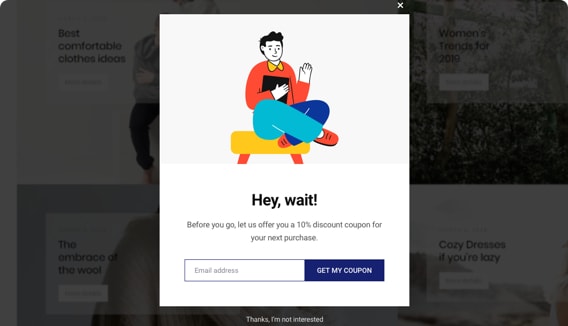 ×
Best
comfortable
clothes ideas
Women's
Trends for
2019
Hey, wait!
Before you go, let us offer you a 10% discount coupon for
your next purchase.
Email address
GET MY COUPON
The
embrace of
the wool
Cozy Dresses
if you're lazy
Thanks, I'm not interested